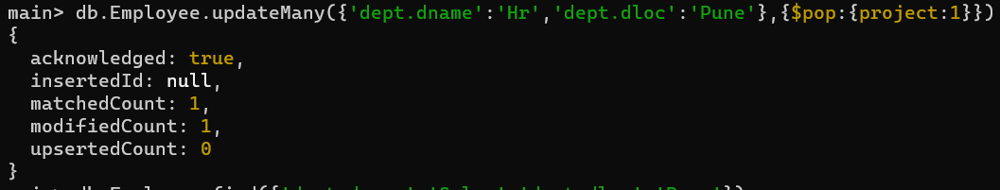 main> db.Employee.updateMany({'dept.dname':'Hr','dept.dloc':'Pune'},{$pop:{project:1}})
{
  acknowledged: true,
  insertedId: null,
  matchedCount: 1,
  modifiedCount: 1,
  upsertedCount: 0
}